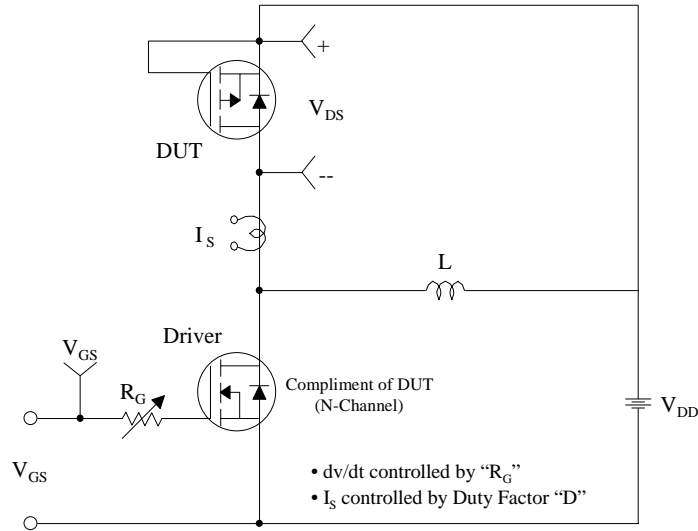 +
V_DS
DUT
--
I_S
L
Driver
V_GS
R_G
Compliment of DUT
(N-Channel)
V_DD
V_GS
• dv/dt controlled by “R_G”
• I_S controlled by Duty Factor “D”